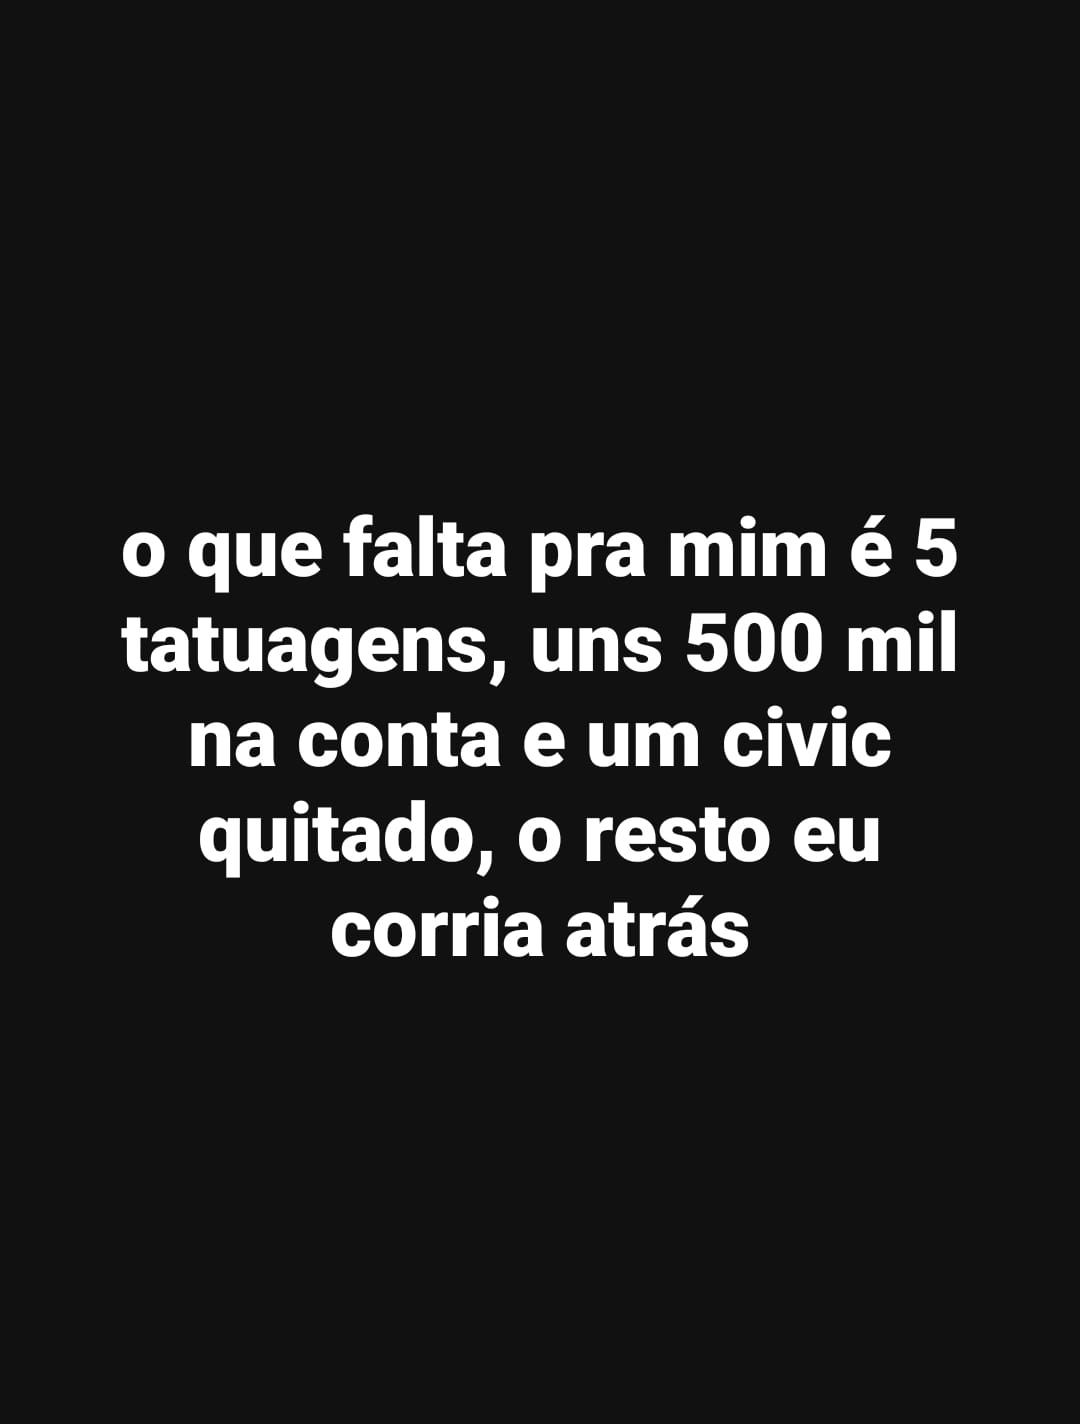 o que falta pra mim é 5
tatuagens, uns 500 mil
na conta e um civic
quitado, o resto eu
corria atrás